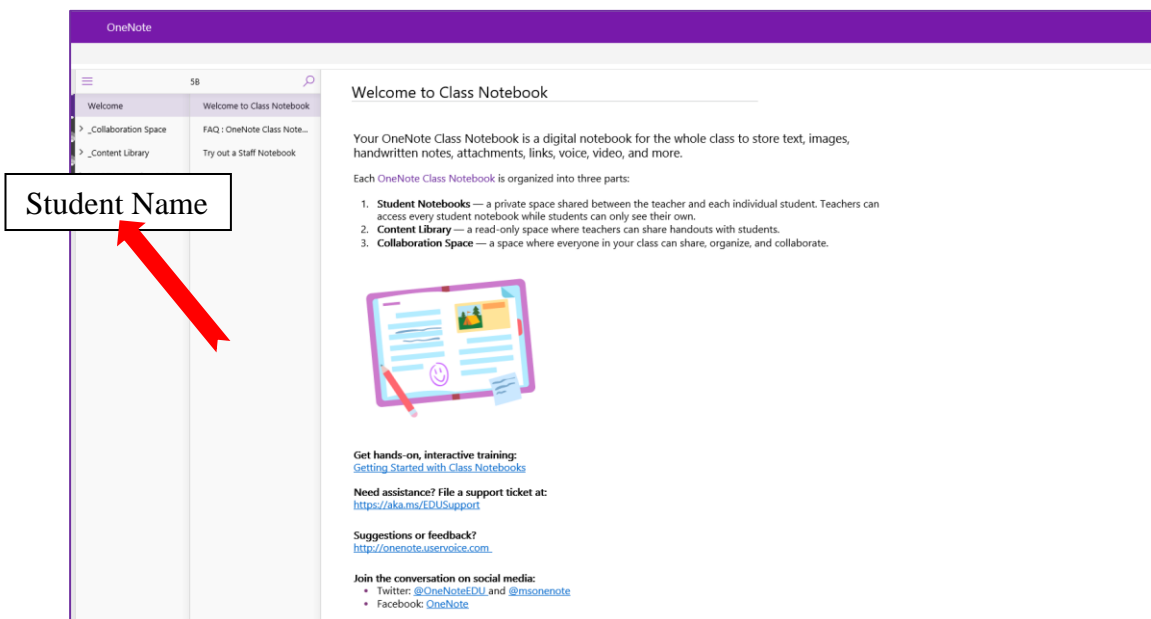 OneNote
5B
Welcome
_Collaboration Space
_Content Library
Student Name
Welcome to Class Notebook
FAQ : OneNote Class Note...
Try out a Staff Notebook
Welcome to Class Notebook
Your OneNote Class Notebook is a digital notebook for the whole class to store text, images,
handwritten notes, attachments, links, voice, video, and more.
Each OneNote Class Notebook is organized into three parts:
1. Student Notebooks — a private space shared between the teacher and each individual student. Teachers can
access every student notebook while students can only see their own.
2. Content Library — a read-only space where teachers can share handouts with students.
3. Collaboration Space — a space where everyone in your class can share, organize, and collaborate.
Get hands-on, interactive training:
Getting Started with Class Notebooks
Need assistance? File a support ticket at:
https://aka.ms/EDUSupport
Suggestions or feedback?
http://onenote.uservoice.com
Join the conversation on social media:
• Twitter: @OneNoteEDU and @msonenote
• Facebook: OneNote